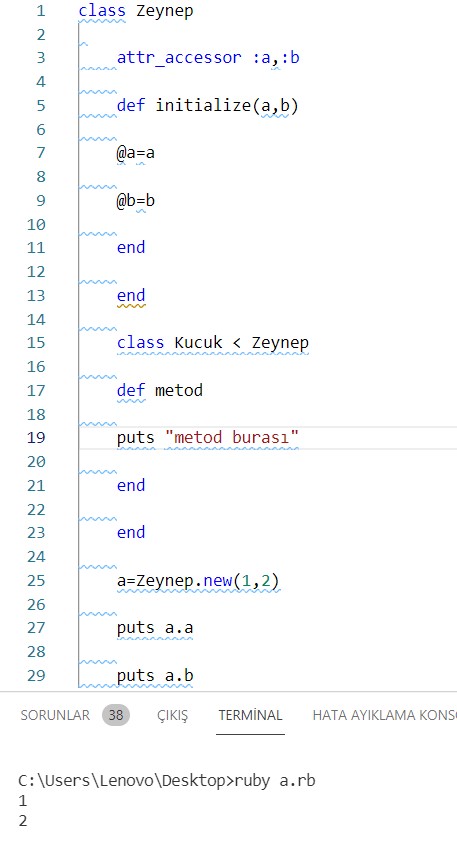 1 class Zeynep
2
3 attr_accessor :a,:b
4
5 def initialize(a,b)
6
7 @a=a
8
9 @b=b
10
11 end
12
13 end
14
15 class Kucuk < Zeynep
16
17 def metod
18
19 puts "metod burası"
20
21 end
22
23 end
24
25 a=Zeynep.new(1,2)
26
27 puts a.a
28
29 puts a.b
SORUNLAR 38 ÇIKIŞ TERMİNAL HATA AYIKLAMA KONSO
C:\Users\Lenovo\Desktop>ruby a.rb
1
2